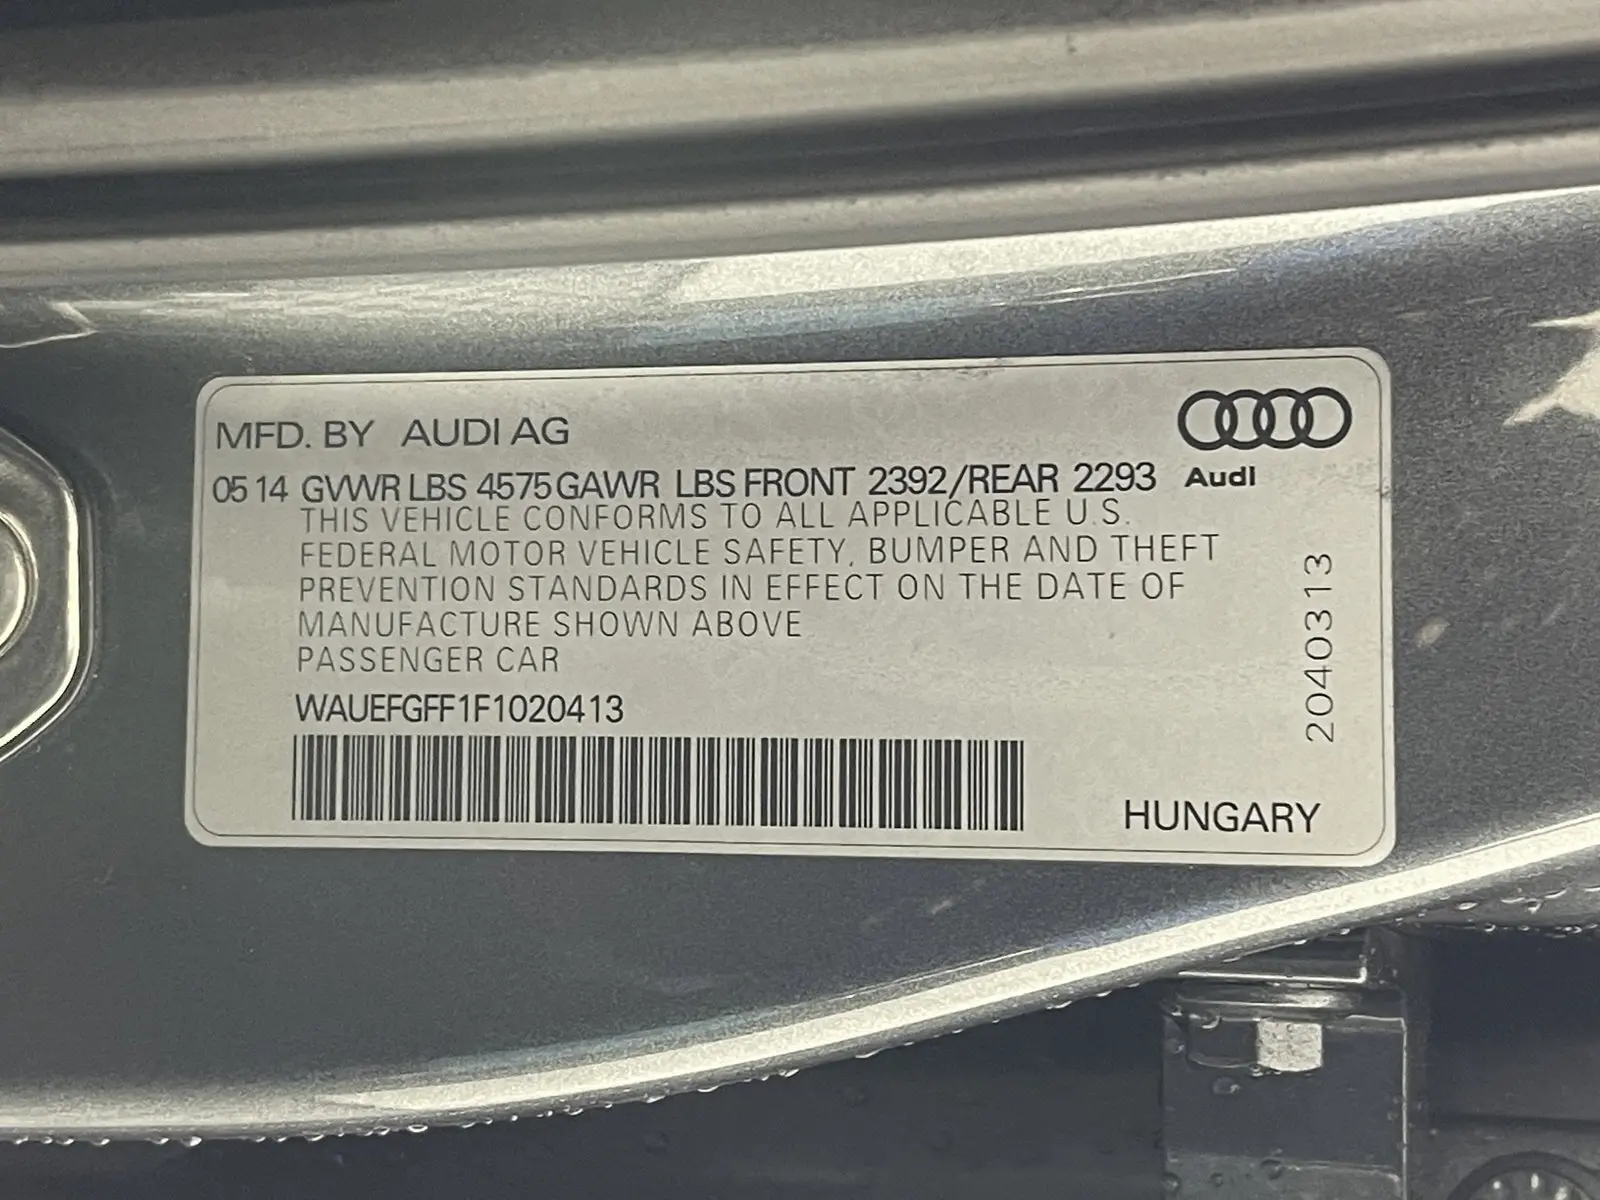 MFD. BY AUDI AG
Audi
05 14 GVWR LBS 4575 GAWR LBS FRONT 2392/REAR 2293
THIS VEHICLE CONFORMS TO ALL APPLICABLE U.S.
FEDERAL MOTOR VEHICLE SAFETY, BUMPER AND THEFT
PREVENTION STANDARDS IN EFFECT ON THE DATE OF
MANUFACTURE SHOWN ABOVE
PASSENGER CAR
WAUEFGFF1F1020413
2040313
HUNGARY